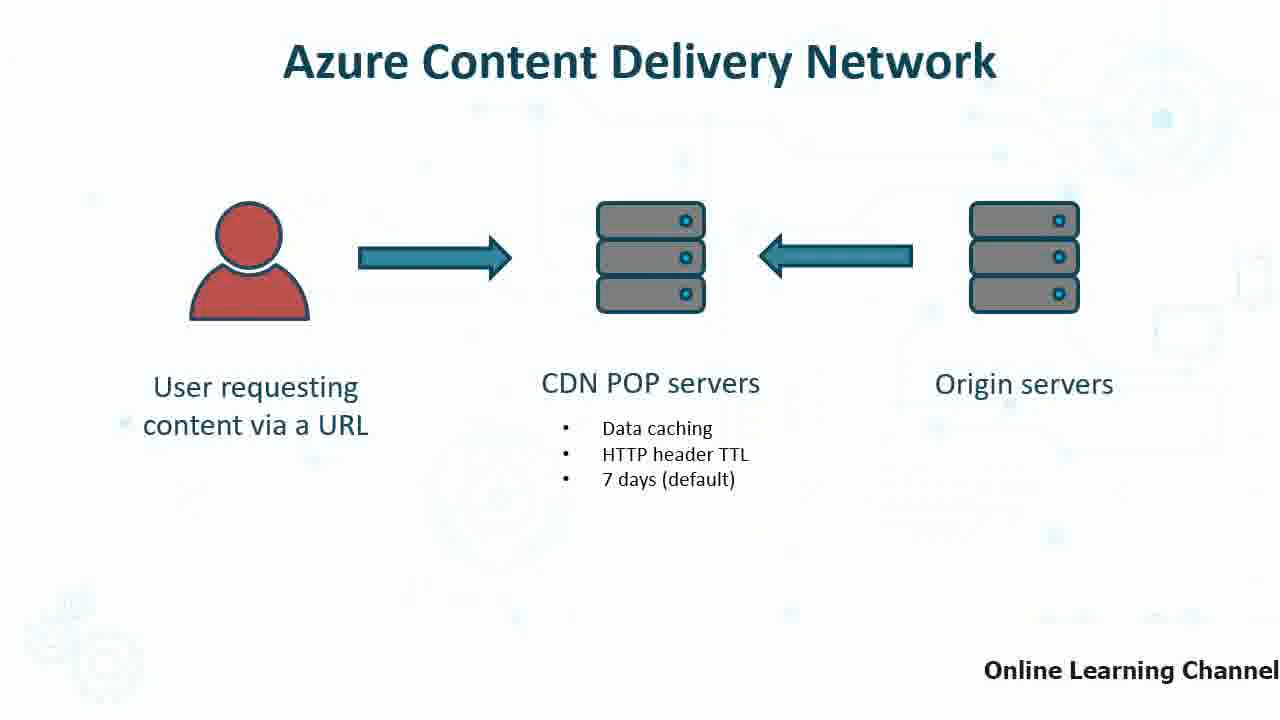 Azure Content Delivery Network
User requesting
content via a URL
CDN POP servers
• Data caching
• HTTP header TTL
• 7 days (default)
Origin servers
Online Learning Channel